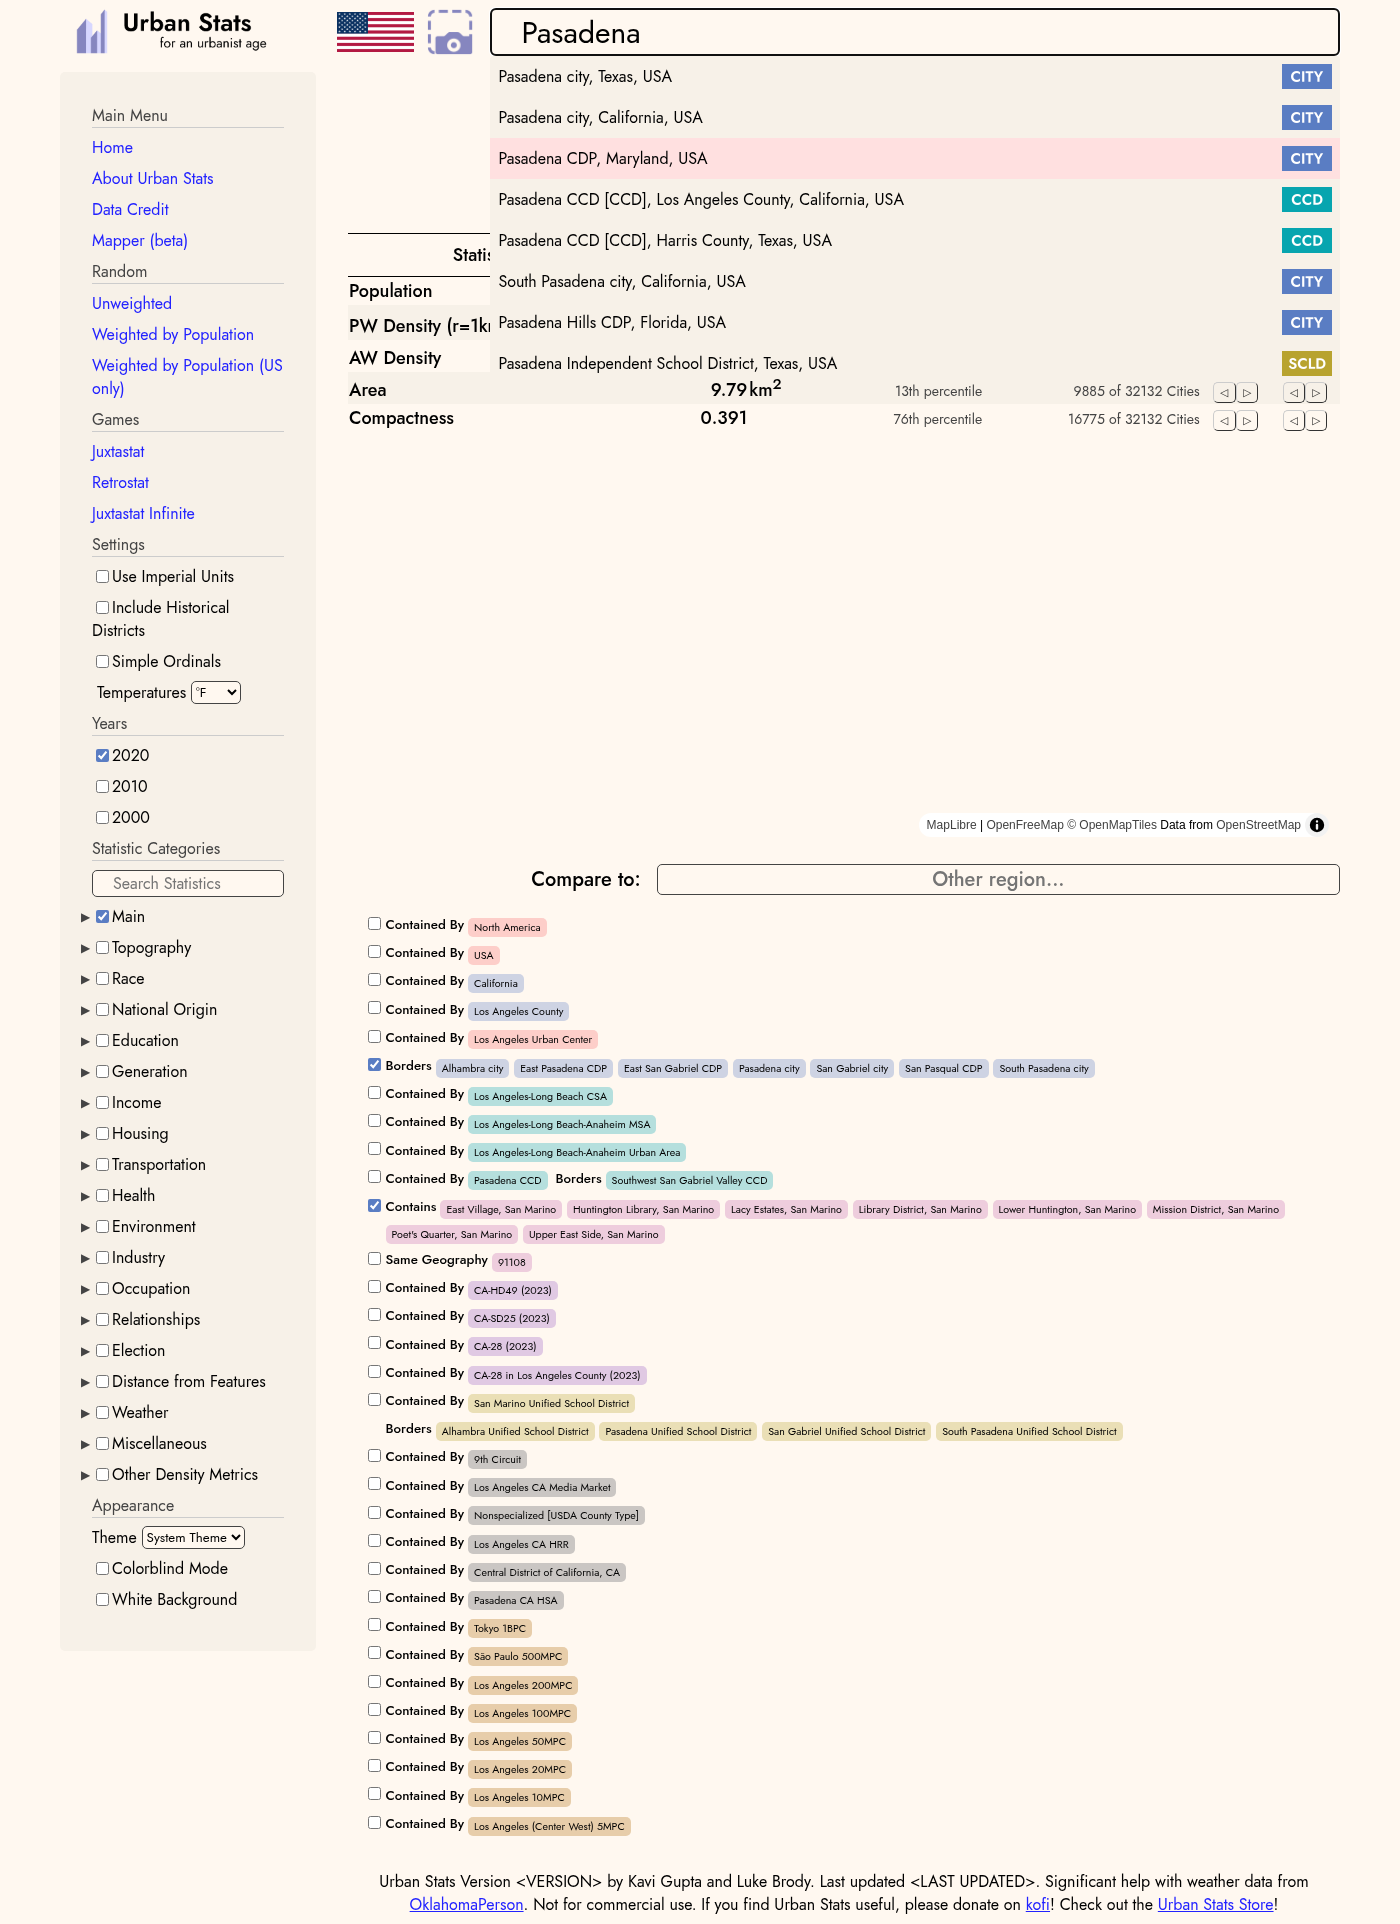 Urban Stats
for an urbanist age
Pasadena
Pasadena city, Texas, USA CITY
Pasadena city, California, USA CITY
Pasadena CDP, Maryland, USA CITY
Pasadena CCD [CCD], Los Angeles County, California, USA CCD
Pasadena CCD [CCD], Harris County, Texas, USA CCD
South Pasadena city, California, USA CITY
Pasadena Hills CDP, Florida, USA CITY
Pasadena Independent School District, Texas, USA SCLD
Main Menu
Home
About Urban Stats
Data Credit
Mapper (beta)
Random
Unweighted
Weighted by Population
Weighted by Population (US
only)
Games
Juxtastat
Retrostat
Juxtastat Infinite
Settings
Use Imperial Units
Include Historical
Districts
Simple Ordinals
Temperatures °F
Years
2020
2010
2000
Statistic Categories
Search Statistics
Main
Topography
Race
National Origin
Education
Generation
Income
Housing
Transportation
Health
Environment
Industry
Occupation
Relationships
Election
Distance from Features
Weather
Miscellaneous
Other Density Metrics
Appearance
Theme System Theme
Colorblind Mode
White Background
Statis
Population
PW Density (r=1k
AW Density
Area 9.79 km² 13th percentile 9885 of 32132 Cities
Compactness 0.391 76th percentile 16775 of 32132 Cities
MapLibre | OpenFreeMap © OpenMapTiles Data from OpenStreetMap
Compare to: Other region...
Contained By North America
Contained By USA
Contained By California
Contained By Los Angeles County
Contained By Los Angeles Urban Center
Borders Alhambra city East Pasadena CDP East San Gabriel CDP Pasadena city San Gabriel city San Pasqual CDP South Pasadena city
Contained By Los Angeles-Long Beach CSA
Contained By Los Angeles-Long Beach-Anaheim MSA
Contained By Los Angeles-Long Beach-Anaheim Urban Area
Contained By Pasadena CCD Borders Southwest San Gabriel Valley CCD
Contains East Village, San Marino Huntington Library, San Marino Lacy Estates, San Marino Library District, San Marino Lower Huntington, San Marino Mission District, San Marino
Poet's Quarter, San Marino Upper East Side, San Marino
Same Geography 91108
Contained By CA-HD49 (2023)
Contained By CA-SD25 (2023)
Contained By CA-28 (2023)
Contained By CA-28 in Los Angeles County (2023)
Contained By San Marino Unified School District
Borders Alhambra Unified School District Pasadena Unified School District San Gabriel Unified School District South Pasadena Unified School District
Contained By 9th Circuit
Contained By Los Angeles CA Media Market
Contained By Nonspecialized [USDA County Type]
Contained By Los Angeles CA HRR
Contained By Central District of California, CA
Contained By Pasadena CA HSA
Contained By Tokyo 1BPC
Contained By São Paulo 500MPC
Contained By Los Angeles 200MPC
Contained By Los Angeles 100MPC
Contained By Los Angeles 50MPC
Contained By Los Angeles 20MPC
Contained By Los Angeles 10MPC
Contained By Los Angeles (Center West) 5MPC
Urban Stats Version <VERSION> by Kavi Gupta and Luke Brody. Last updated <LAST UPDATED>. Significant help with weather data from
OklahomaPerson. Not for commercial use. If you find Urban Stats useful, please donate on kofi! Check out the Urban Stats Store!